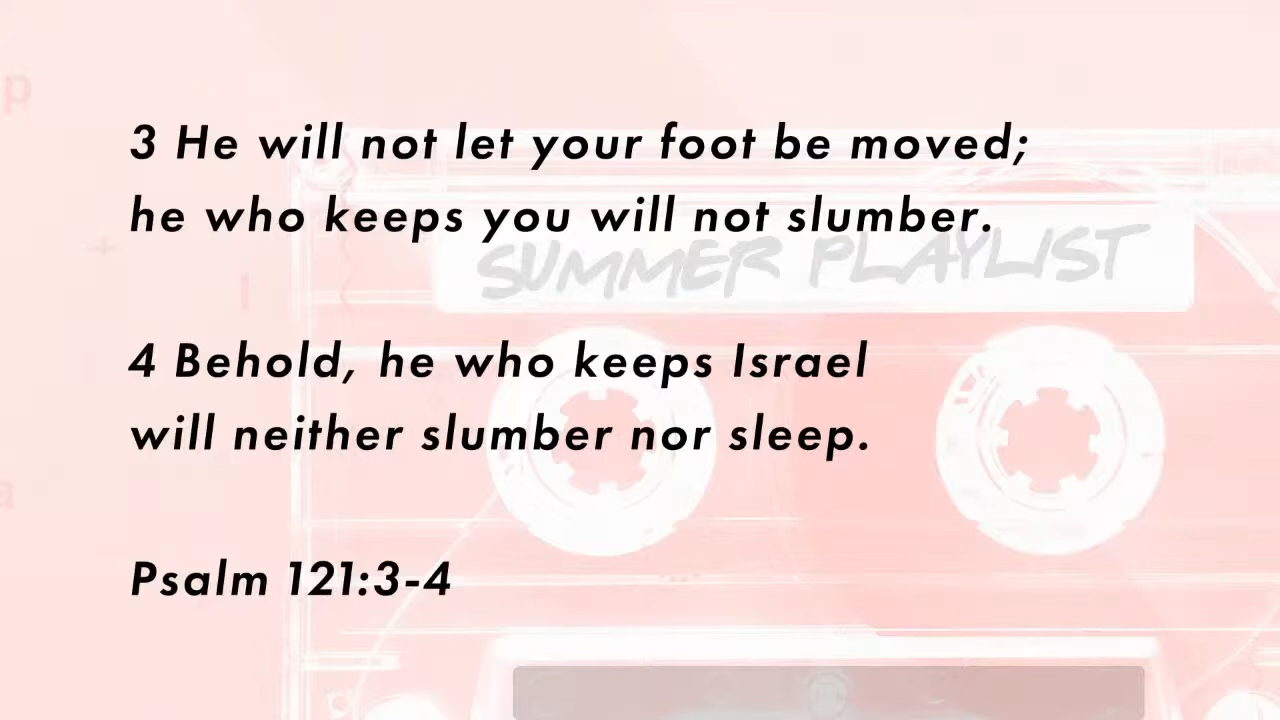 3 He will not let your foot be moved;
he who keeps you will not slumber.
SUMMER PLAYLIST
4 Behold, he who keeps Israel
will neither slumber nor sleep.
Psalm 121:3-4